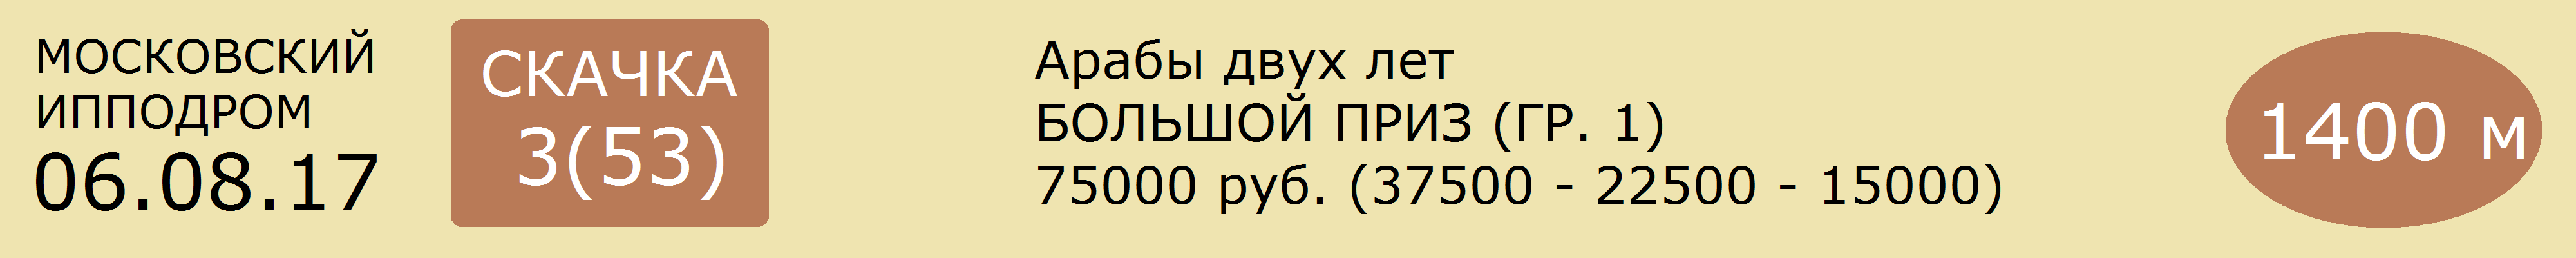 МОСКОВСКИЙ
ИППОДРОМ
06.08.17
СКАЧКА
3(53)
Арабы двух лет
БОЛЬШОЙ ПРИЗ (ГР. 1)
75000 руб. (37500 - 22500 - 15000)
1400 м